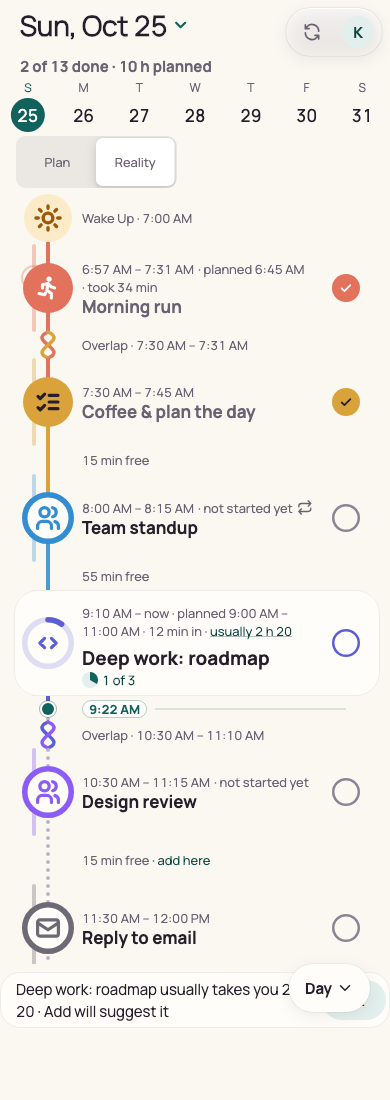 Sun, Oct 25
K
2 of 13 done · 10 h planned
S M T W T F S
25 26 27 28 29 30 31
Plan Reality
Wake Up · 7:00 AM
6:57 AM – 7:31 AM · planned 6:45 AM
· took 34 min
Morning run
Overlap · 7:30 AM – 7:31 AM
7:30 AM – 7:45 AM
Coffee & plan the day
15 min free
8:00 AM – 8:15 AM · not started yet
Team standup
55 min free
9:10 AM – now · planned 9:00 AM –
11:00 AM · 12 min in · usually 2 h 20
Deep work: roadmap
1 of 3
9:22 AM
Overlap · 10:30 AM – 11:10 AM
10:30 AM – 11:15 AM · not started yet
Design review
15 min free · add here
11:30 AM – 12:00 PM
Reply to email
Deep work: roadmap usually takes you 2
20 · Add will suggest it
Day